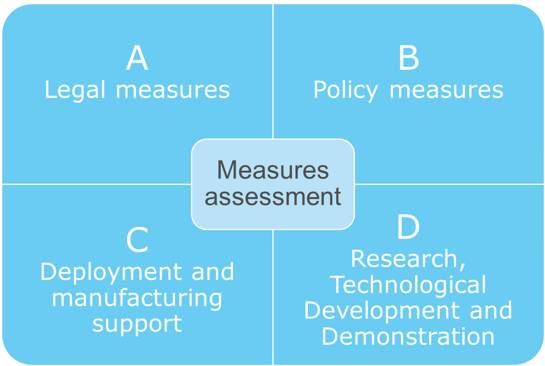 A
Legal measures
B
Policy measures
Measures
assessment
C
Deployment and
manufacturing
support
D
Research,
Technological
Development and
Demonstration